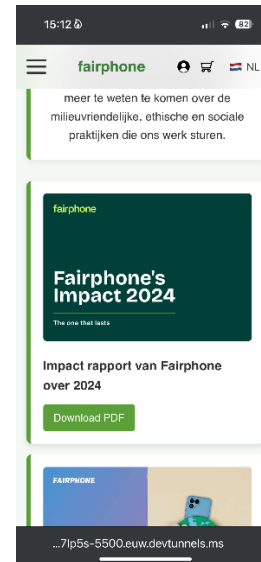 15:12
82
fairphone
NL
meer te weten te komen over de
milieuvriendelijke, ethische en sociale
praktijken die ons werk sturen.
fairphone
Fairphone's
Impact 2024
The one that lasts
Impact rapport van Fairphone
over 2024
Download PDF
FAIRPHONE
...7lp5s-5500.euw.devtunnels.ms